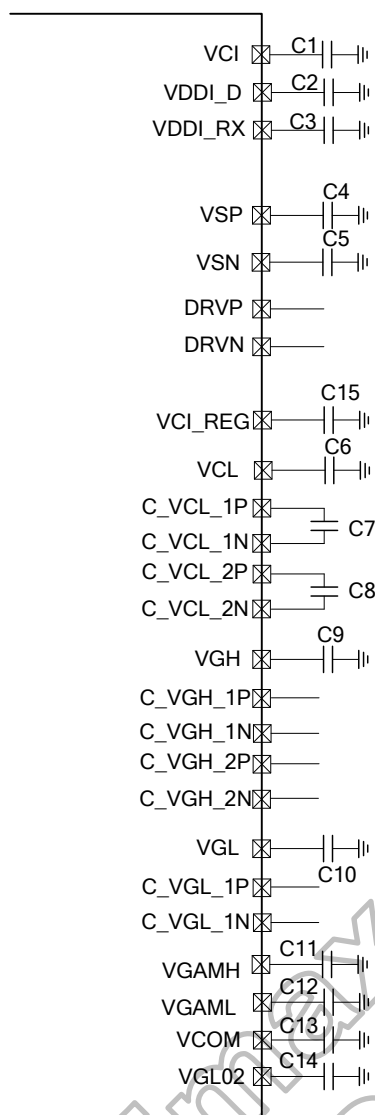 VCI C1
VDDI_D C2
VDDI_RX C3
VSP C4
VSN C5
DRVP
DRVN
VCI_REG C15
VCL C6
C_VCL_1P
C7
C_VCL_1N
C_VCL_2P
C8
C_VCL_2N
VGH C9
C_VGH_1P
C_VGH_1N
C_VGH_2P
C_VGH_2N
VGL C10
C_VGL_1P
C_VGL_1N
VGAMH C11
VGAML C12
VCOM C13
VGL02 C14